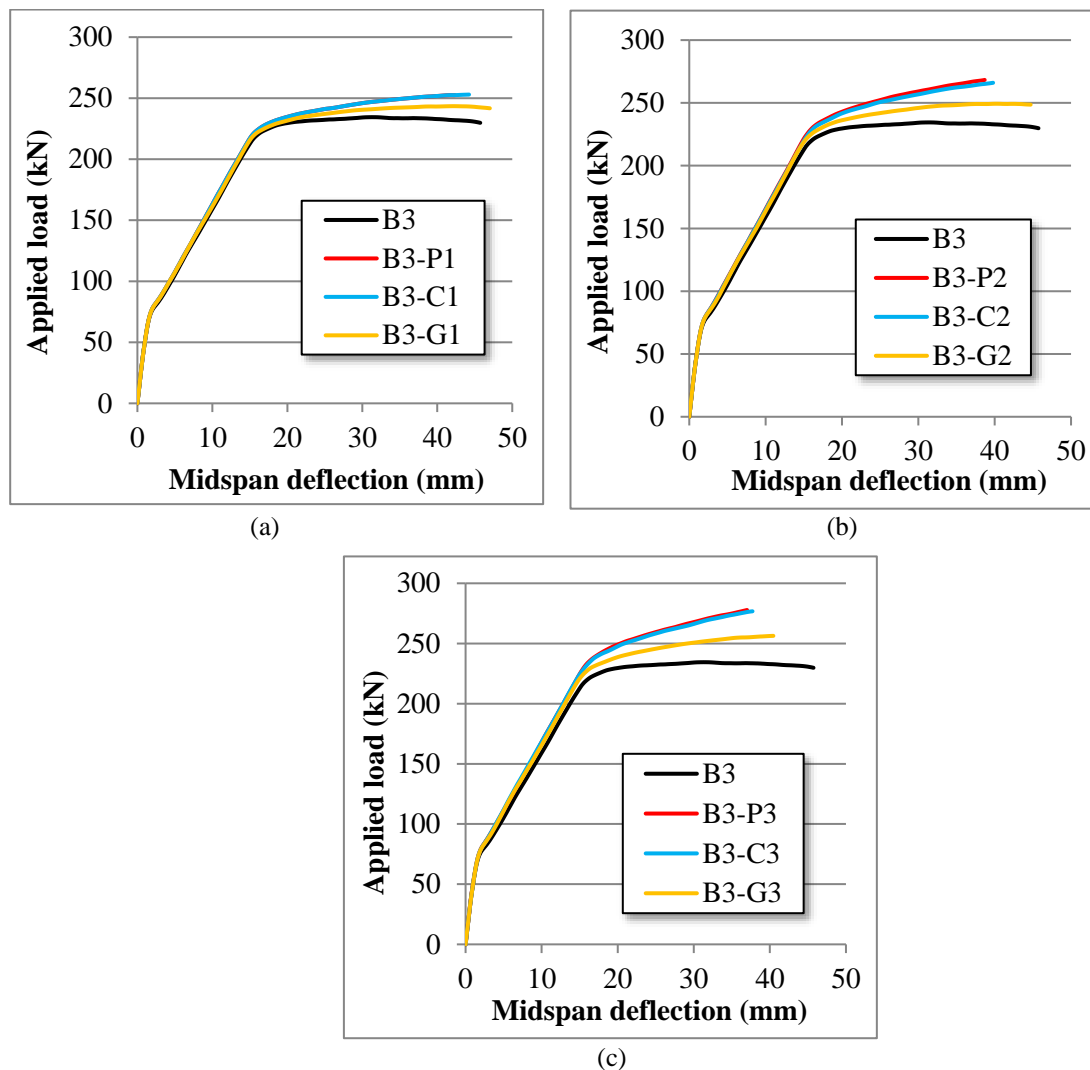 300
250
200
150
100
50
0
Applied load (kN)
B3
B3-P1
B3-C1
B3-G1
0 10 20 30 40 50
Midspan deflection (mm)
(a)
300
250
200
150
100
50
0
Applied load (kN)
B3
B3-P2
B3-C2
B3-G2
0 10 20 30 40 50
Midspan deflection (mm)
(b)
300
250
200
150
100
50
0
Applied load (kN)
B3
B3-P3
B3-C3
B3-G3
0 10 20 30 40 50
Midspan deflection (mm)
(c)